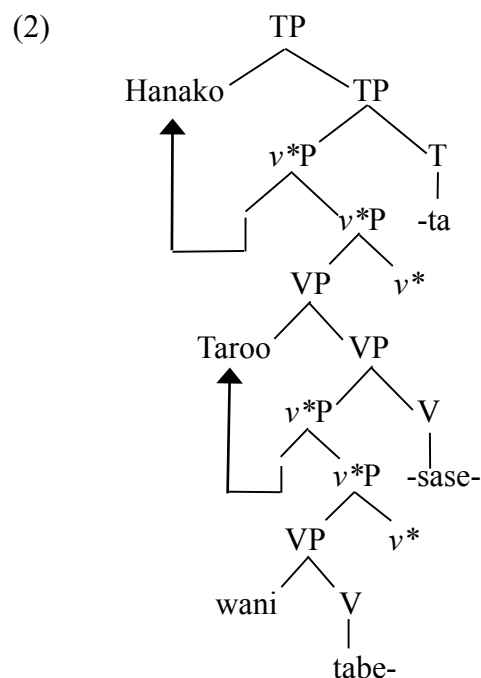 (2) TP
Hanako TP
v*P T
v*P -ta
VP v*
Taroo VP
v*P V
v*P -sase-
VP v*
wani V
tabe-